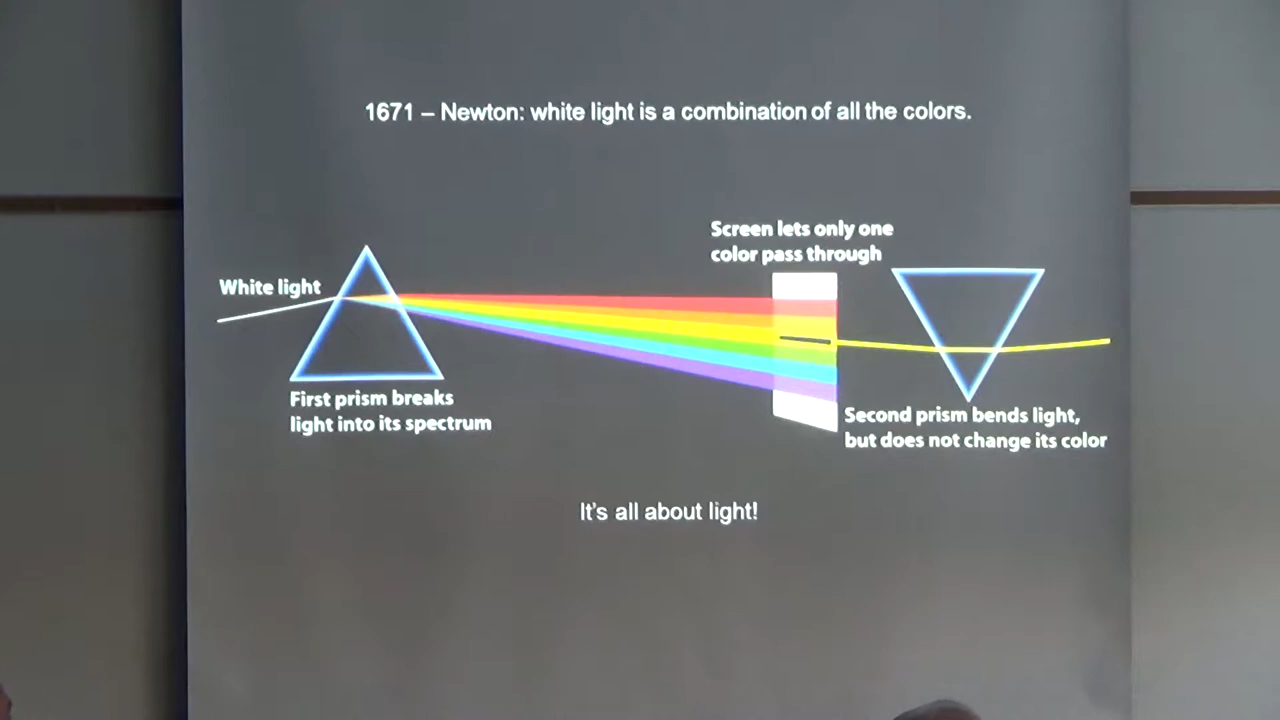 1671 – Newton: white light is a combination of all the colors.
Screen lets only one
color pass through
White light
First prism breaks
light into its spectrum
Second prism bends light,
but does not change its color
It's all about light!